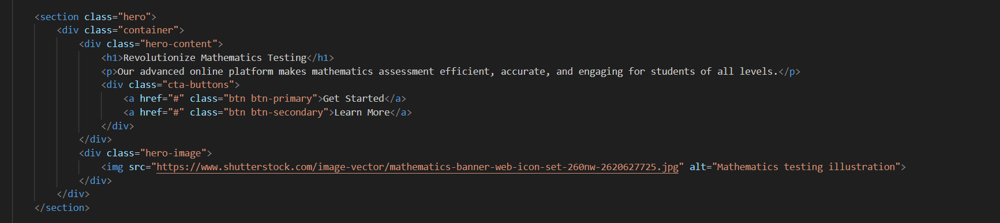 <section class="hero">
<div class="container">
<div class="hero-content">
<h1>Revolutionize Mathematics Testing</h1>
<p>Our advanced online platform makes mathematics assessment efficient, accurate, and engaging for students of all levels.</p>
<div class="cta-buttons">
<a href="#" class="btn btn-primary">Get Started</a>
<a href="#" class="btn btn-secondary">Learn More</a>
</div>
</div>
<div class="hero-image">
<img src="https://www.shutterstock.com/image-vector/mathematics-banner-web-icon-set-260nw-2620627725.jpg" alt="Mathematics testing illustration">
</div>
</div>
</section>